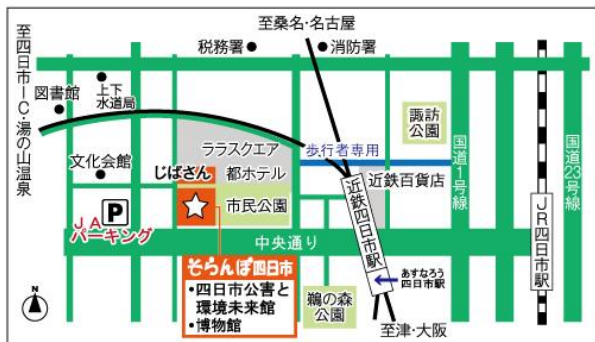 至桑名・名古屋
税務署
消防署
至四日市IC・湯の山温泉
図書館
上下
水道局
諏訪
公園
ララスクエア
歩行者専用
国道1号線
国道23号線
文化会館
じばさん
都ホテル
近鉄百貨店
P
JA
パーキング
市民公園
近鉄四日市駅
JR四日市駅
中央通り
そらんぽ四日市
•四日市公害と
環境未来館
•博物館
あすなろう
四日市駅
鵜の森
公園
N
至津・大阪